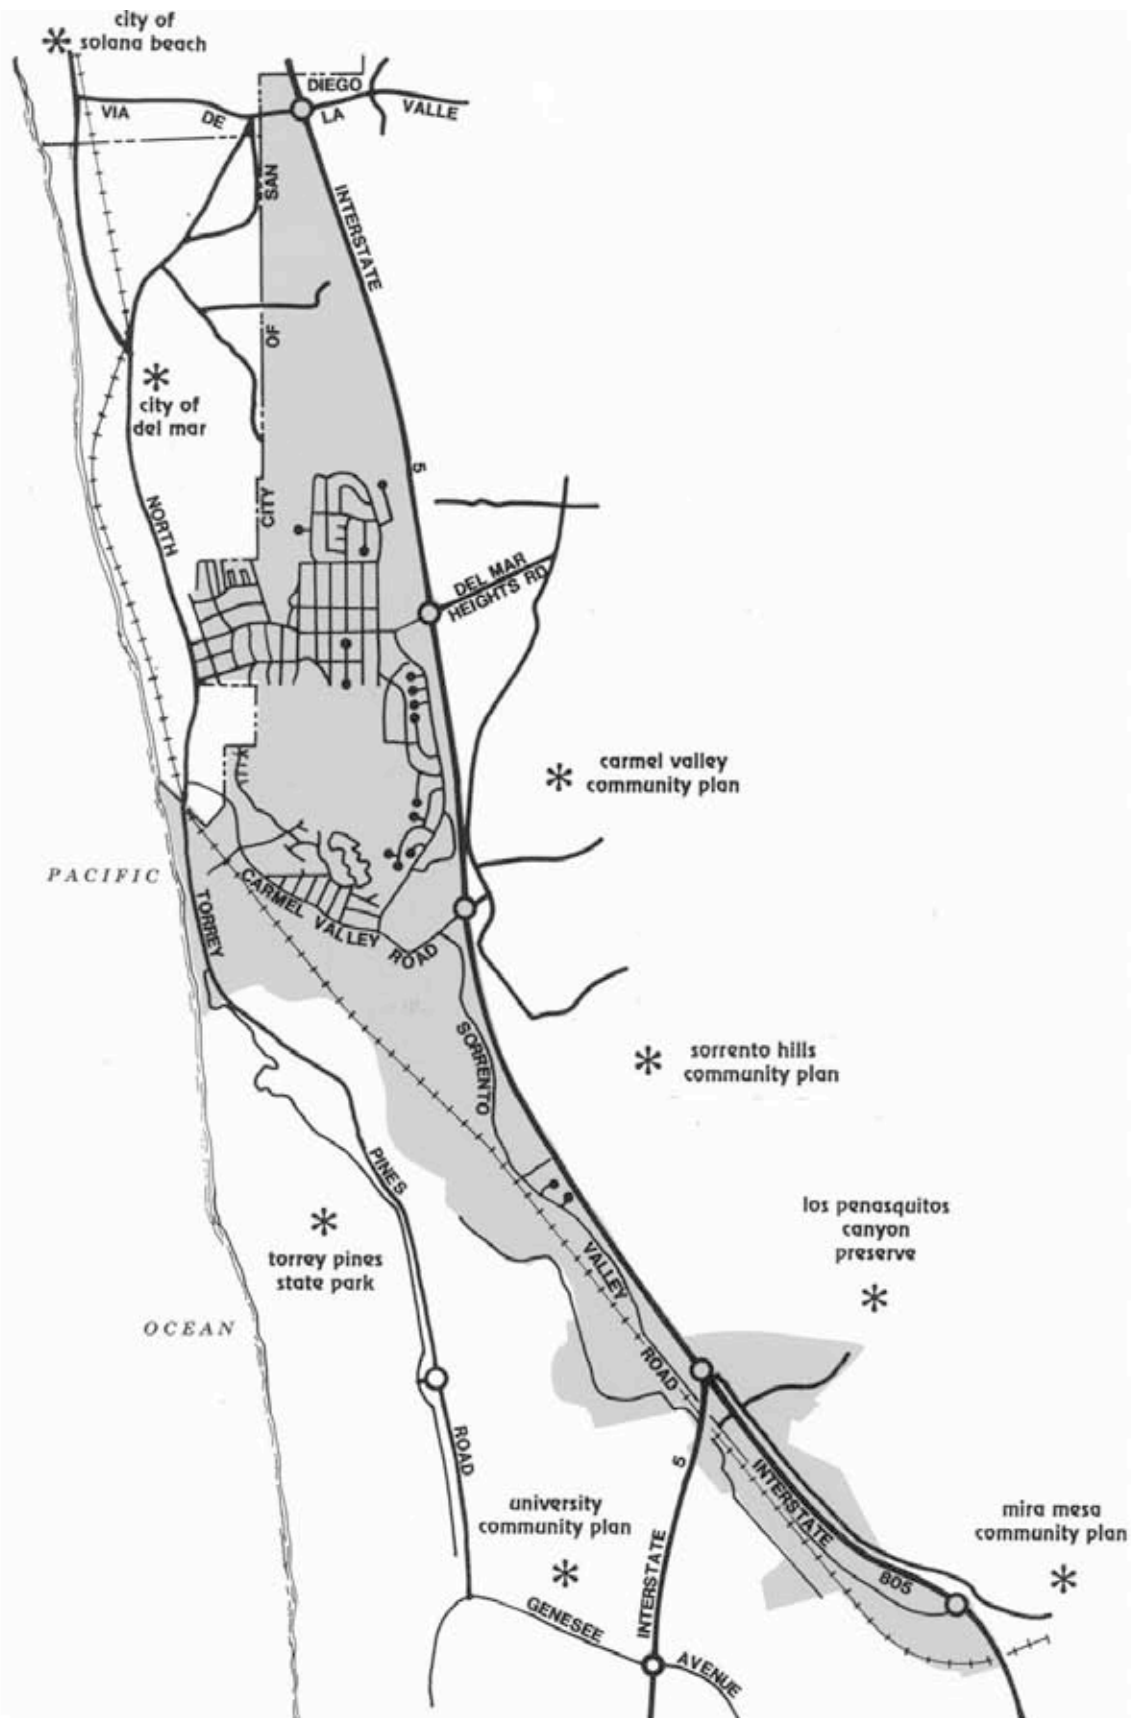 city of
solana beach
DIEGO
VIA DE LA VALLE
SAN
INTERSTATE
OF
city of
del mar
5
CITY
NORTH
DEL MAR
HEIGHTS RD
carmel valley
community plan
PACIFIC
CARMEL VALLEY ROAD
TORREY
SORRENTO
sorrento hills
community plan
PINES
los penasquitos
canyon
preserve
torrey pines
state park
VALLEY
OCEAN
ROAD
ROAD
5
INTERSTATE
university
community plan
mira mesa
community plan
805
INTERSTATE
GENESEE
AVENUE